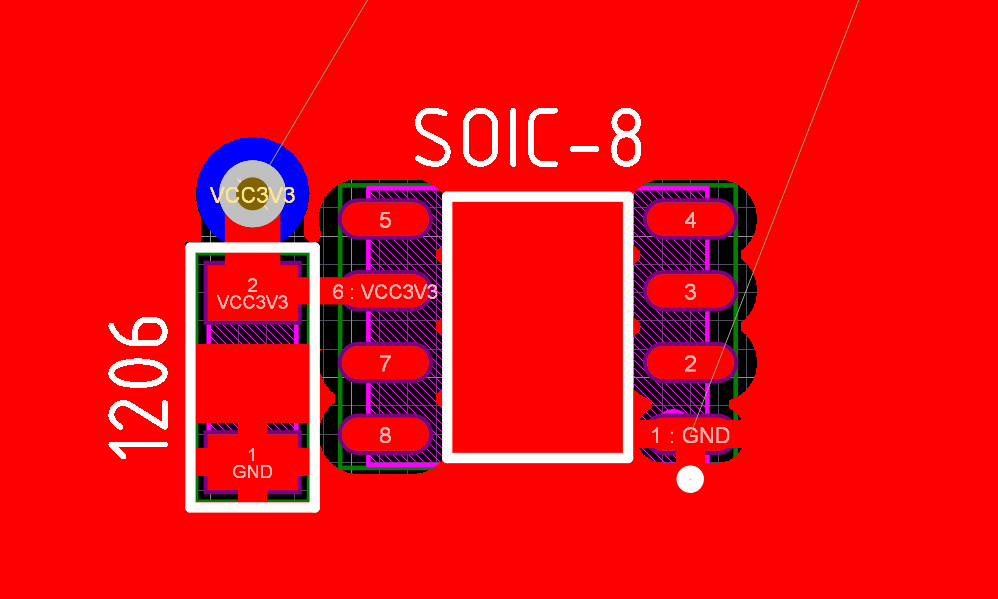 SOIC-8
VCC3V3
5
4
2
VCC3V3
6 : VCC3V3
3
7
2
1206
8
1 : GND
1
GND